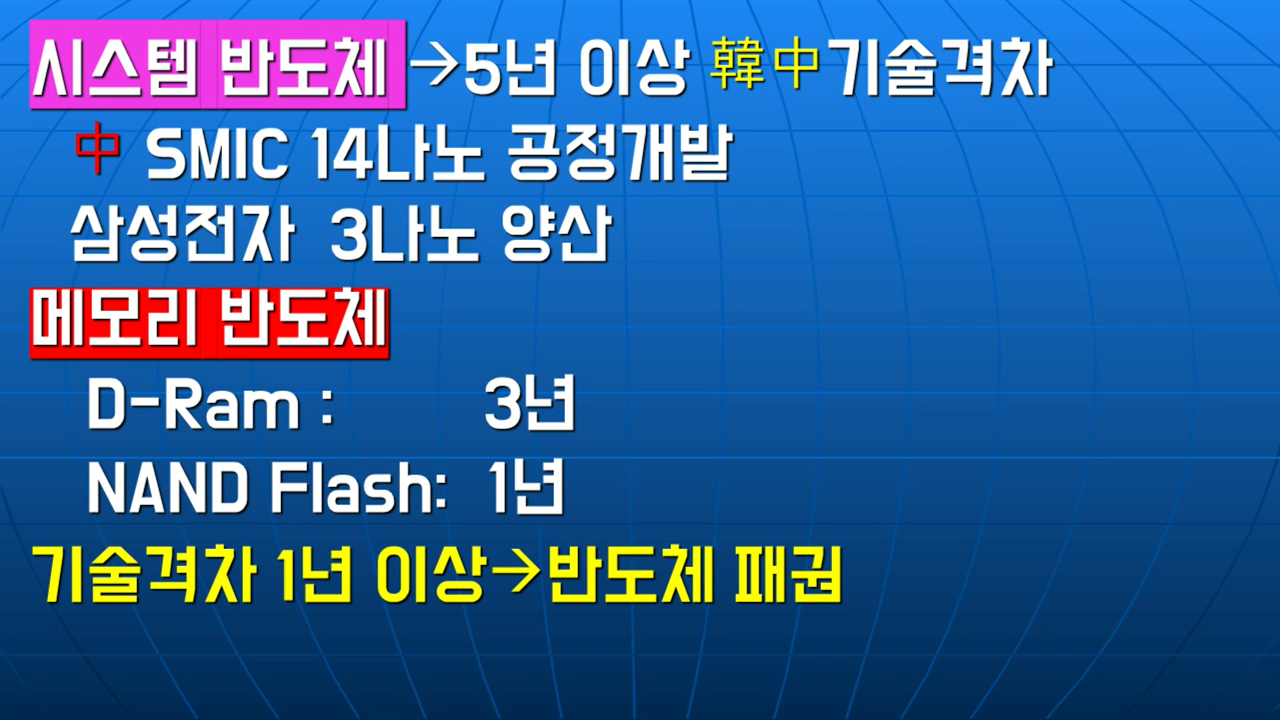 시스템 반도체 →5년 이상 韓中기술격차
中 SMIC 14나노 공정개발
삼성전자 3나노 양산
메모리 반도체
D-Ram : 3년
NAND Flash: 1년
기술격차 1년 이상→반도체 패권